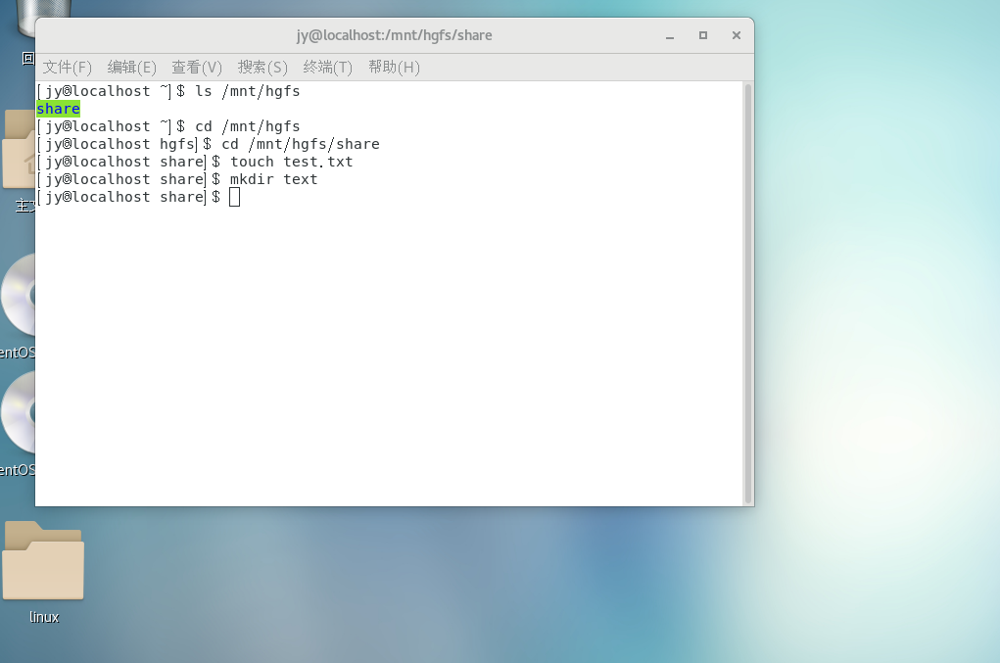 jy@localhost:/mnt/hgfs/share
文件(F) 编辑(E) 查看(V) 搜索(S) 终端(T) 帮助(H)
[jy@localhost ~]$ ls /mnt/hgfs
share
[jy@localhost ~]$ cd /mnt/hgfs
[jy@localhost hgfs]$ cd /mnt/hgfs/share
[jy@localhost share]$ touch test.txt
[jy@localhost share]$ mkdir text
[jy@localhost share]$
回
主
entOS
entOS
linux